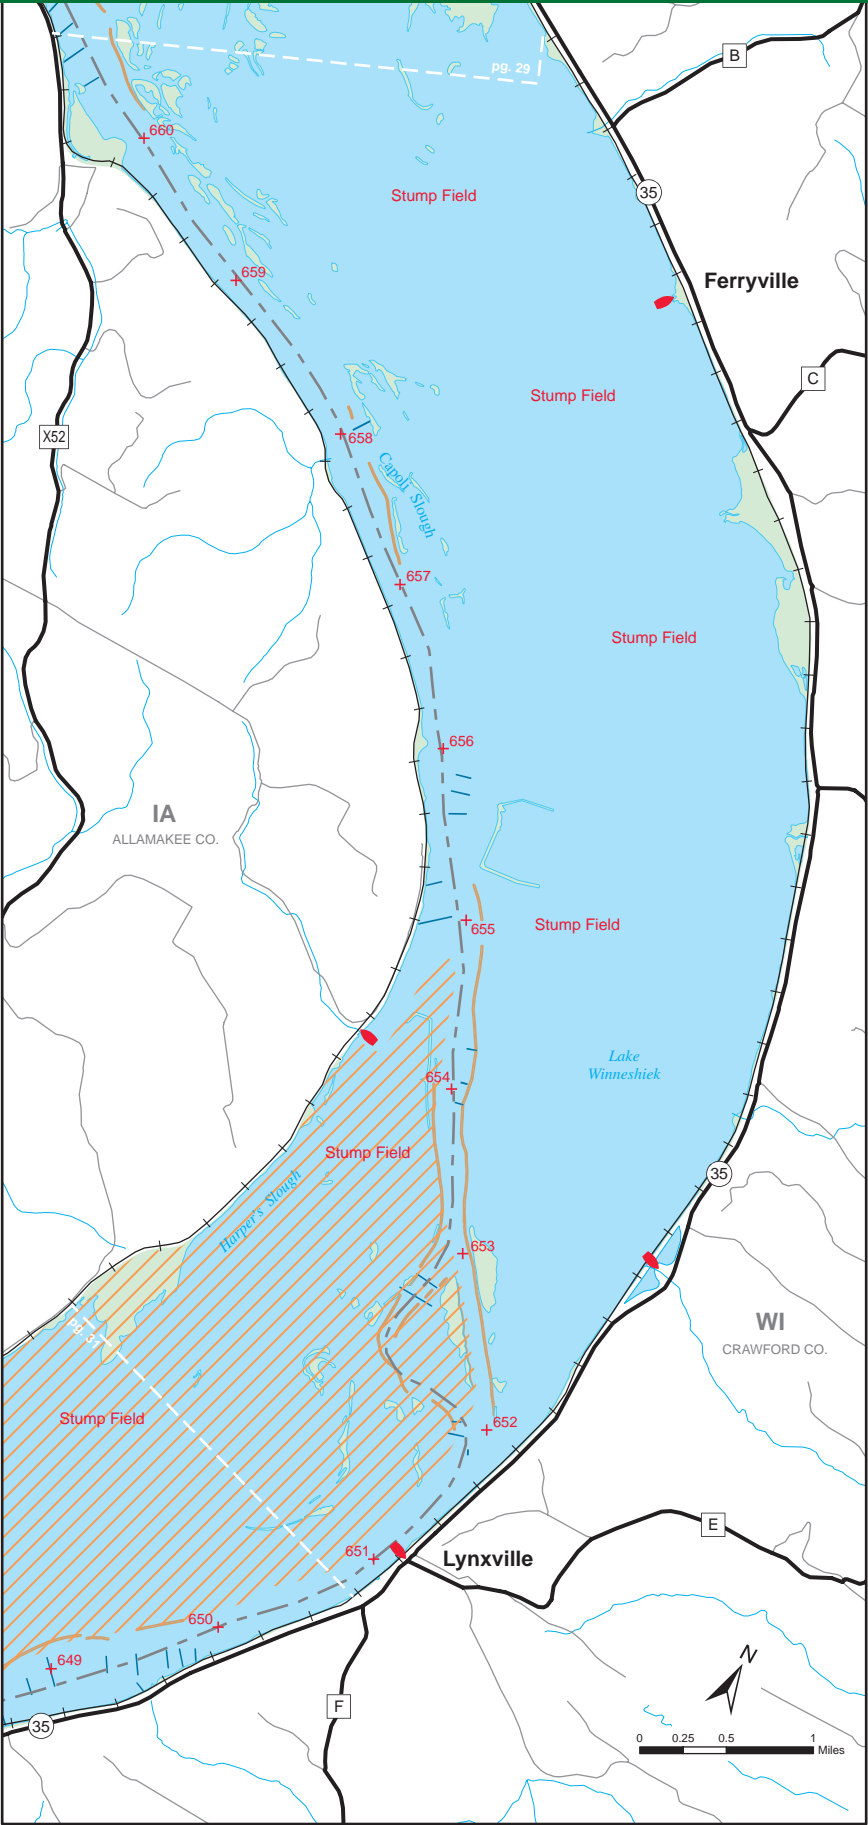 B
pg. 29
660
Stump Field
35
659
Ferryville
C
Stump Field
658
X52
Capoli Slough
657
Stump Field
656
IA
ALLAMAKEE CO.
655
Stump Field
Lake
Winneshiek
654
Stump Field
35
Harper's Slough
653
pg. 31
WI
CRAWFORD CO.
Stump Field
652
E
651
Lynxville
650
649
N
F
35
0
0.25
0.5
1
Miles